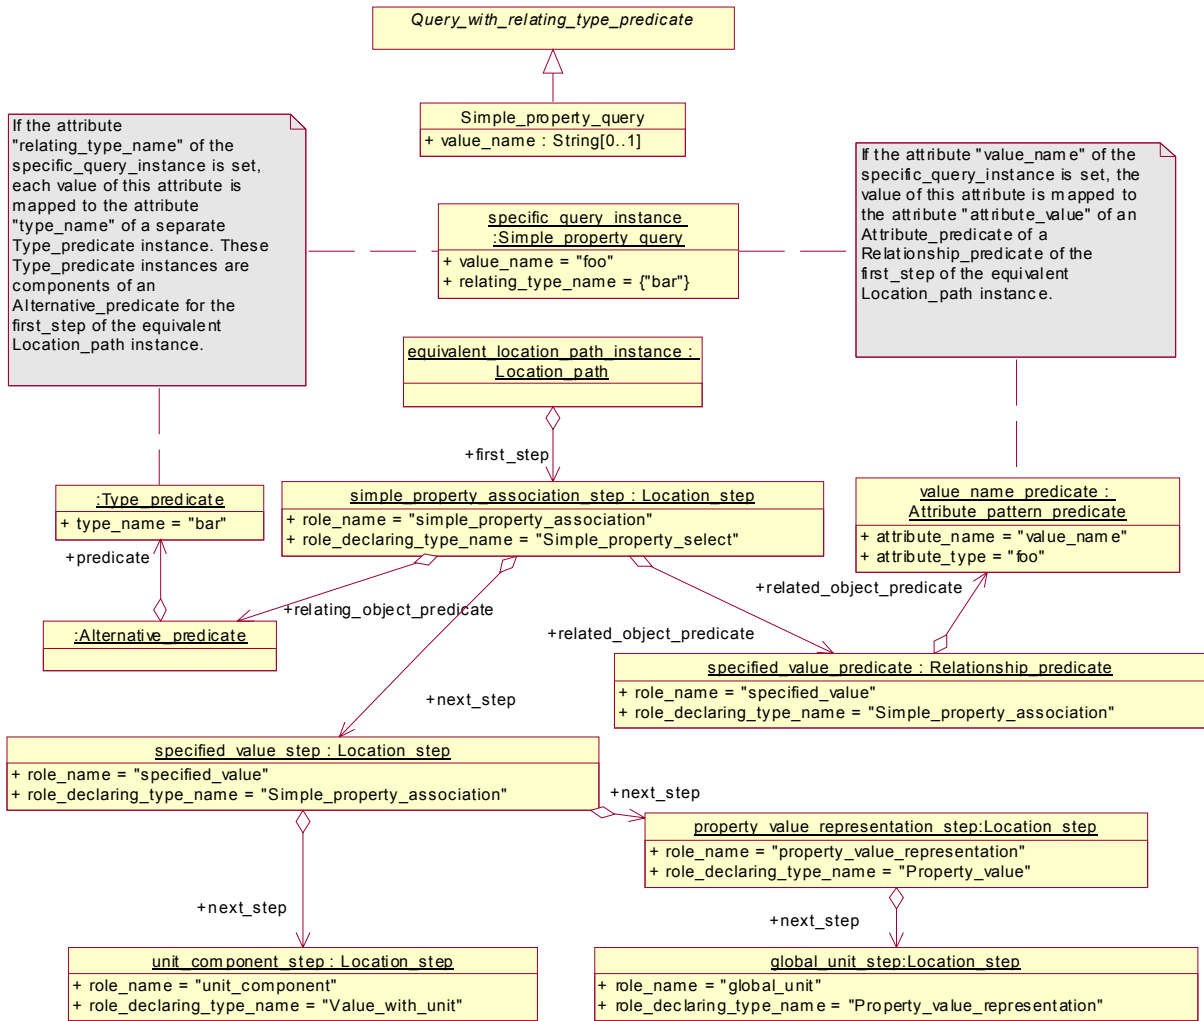 Query_with_relating_type_predicate
Simple_property_query
+ value_name : String[0..1]
If the attribute
"relating_type_name" of the
specific_query_instance is set,
each value of this attribute is
mapped to the attribute
"type_name" of a separate
Type_predicate instance. These
Type_predicate instances are
components of an
Alternative_predicate for the
first_step of the equivalent
Location_path instance.
specific_query_instance
:Simple_property_query
+ value_name = "foo"
+ relating_type_name = {"bar"}
If the attribute "value_name" of the
specific_query_instance is set, the
value of this attribute is mapped to
the attribute "attribute_value" of an
Attribute_predicate of a
Relationship_predicate of the
first_step of the equivalent
Location_path instance.
equivalent_location_path_instance :
Location_path
+first_step
:Type_predicate
+ type_name = "bar"
simple_property_association_step : Location_step
+ role_name = "simple_property_association"
+ role_declaring_type_name = "Simple_property_select"
value_name_predicate :
Attribute_pattern_predicate
+ attribute_name = "value_name"
+ attribute_type = "foo"
+predicate
+relating_object_predicate
+related_object_predicate
+related_object_predicate
:Alternative_predicate
specified_value_predicate : Relationship_predicate
+ role_name = "specified_value"
+ role_declaring_type_name = "Simple_property_association"
+next_step
specified_value_step : Location_step
+ role_name = "specified_value"
+ role_declaring_type_name = "Simple_property_association"
+next_step
property_value_representation_step:Location_step
+ role_name = "property_value_representation"
+ role_declaring_type_name = "Property_value"
+next_step
+next_step
unit_component_step : Location_step
+ role_name = "unit_component"
+ role_declaring_type_name = "Value_with_unit"
global_unit_step:Location_step
+ role_name = "global_unit"
+ role_declaring_type_name = "Property_value_representation"